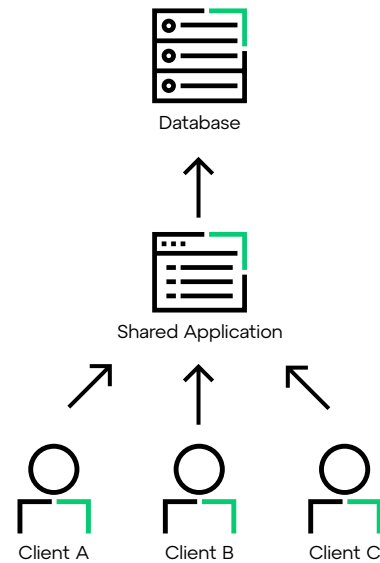 Database
Shared Application
Client A
Client B
Client C